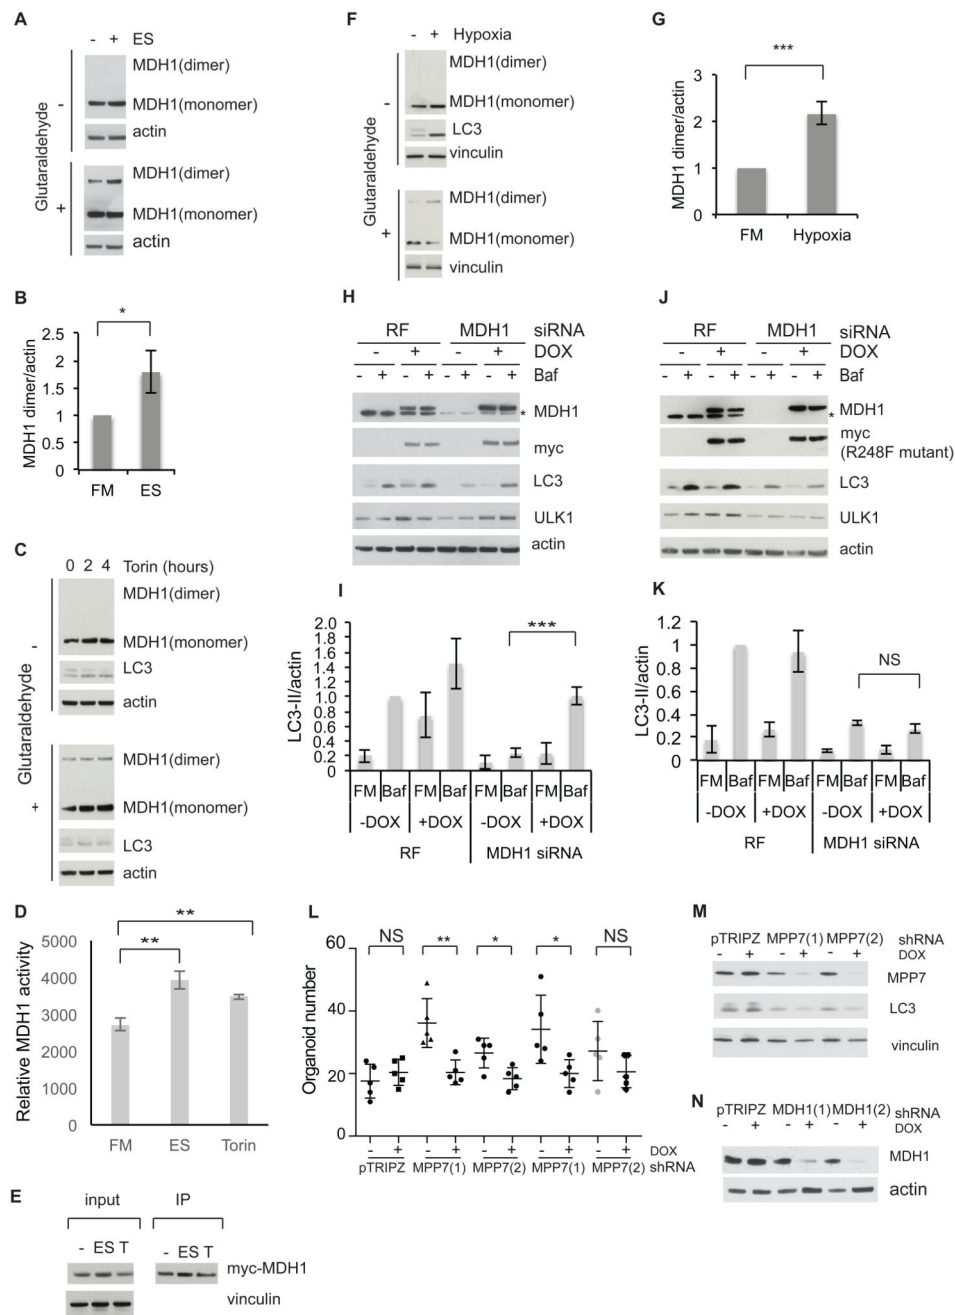 A
- + ES
Glutaraldehyde
-
MDH1(dimer)
MDH1(monomer)
actin
+
MDH1(dimer)
MDH1(monomer)
actin
B
*
MDH1 dimer/actin
2.5
2
1.5
1
0.5
0
FM ES
C
0 2 4 Torin (hours)
Glutaraldehyde
-
MDH1(dimer)
MDH1(monomer)
LC3
actin
+
MDH1(dimer)
MDH1(monomer)
LC3
actin
D
**
**
Relative MDH1 activity
5000
4000
3000
2000
1000
0
FM ES Torin
E
input IP
- ES T - ES T
myc-MDH1
vinculin
F
- + Hypoxia
Glutaraldehyde
-
MDH1(dimer)
MDH1(monomer)
LC3
vinculin
+
MDH1(dimer)
MDH1(monomer)
vinculin
G
***
MDH1 dimer/actin
3
2
1
0
FM Hypoxia
H
RF MDH1 siRNA
- + - + DOX
- + - + - + - + Baf
MDH1
*
myc
LC3
ULK1
actin
I
***
LC3-II/actin
2.0
1.8
1.6
1.4
1.2
1.0
0.8
0.6
0.4
0.2
0
FM Baf FM Baf FM Baf FM Baf
-DOX +DOX -DOX +DOX
RF MDH1 siRNA
J
RF MDH1 siRNA
- + - + DOX
- + - + - + - + Baf
MDH1
*
myc
(R248F mutant)
LC3
ULK1
actin
K
NS
LC3-II/actin
1.2
1
0.8
0.6
0.4
0.2
0
FM Baf FM Baf FM Baf FM Baf
-DOX +DOX -DOX +DOX
RF MDH1 siRNA
L
NS ** * * NS
Organoid number
60
40
20
0
- + - + - + - + - + DOX
pTRIPZ MPP7(1) MPP7(2) MPP7(1) MPP7(2) shRNA
M
pTRIPZ MPP7(1) MPP7(2) shRNA
- + - + - + DOX
MPP7
LC3
vinculin
N
pTRIPZ MDH1(1) MDH1(2) shRNA
- + - + - + DOX
MDH1
actin